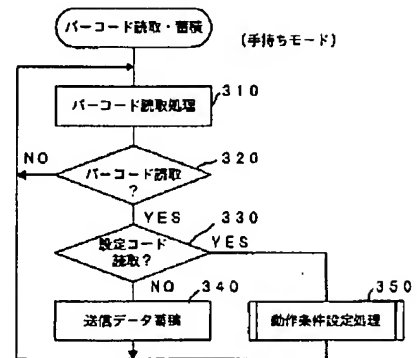 バーコード読取・蓄積
(手持ちモード)
310
バーコード読取処理
NO
320
バーコード読取
?
YES
330
設定コード
読取?
YES
NO
340
送信データ蓄積
350
動作条件設定処理